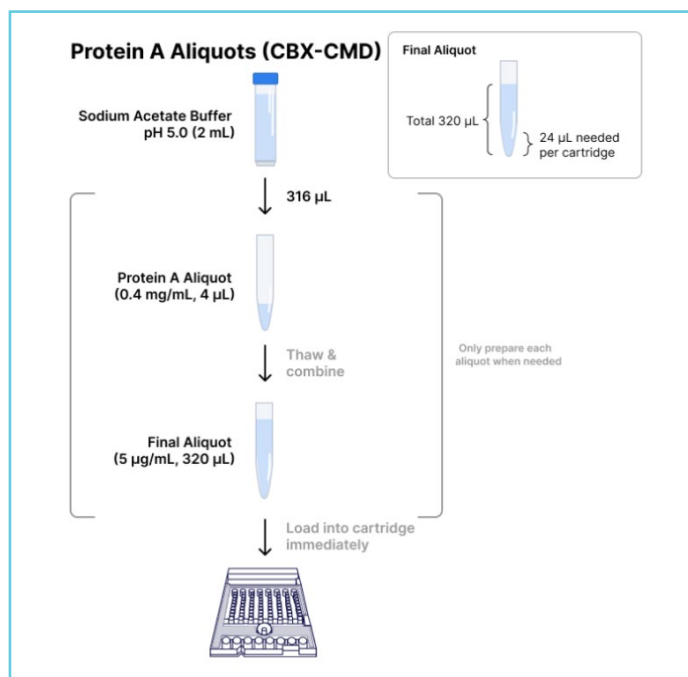 Protein A Aliquots (CBX-CMD)
Sodium Acetate Buffer
pH 5.0 (2 mL)
316 µL
Protein A Aliquot
(0.4 mg/mL, 4 µL)
Thaw &
combine
Final Aliquot
(5 µg/mL, 320 µL)
Load into cartridge
immediately
Only prepare each
aliquot when needed
Final Aliquot
Total 320 µL
24 µL needed
per cartridge